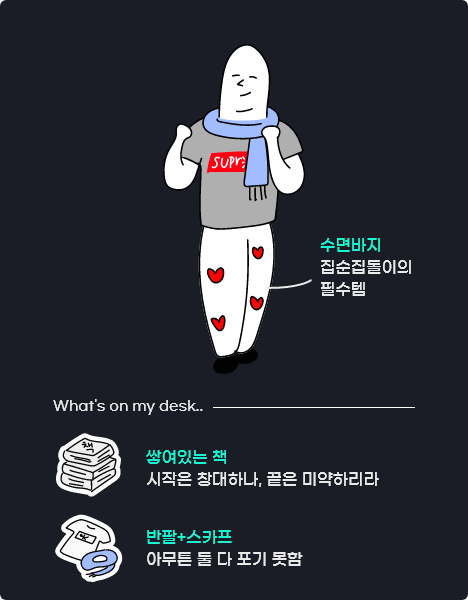 SUPR
수면바지
집순집돌이의
필수템
What's on my desk..
책
쌓여있는 책
시작은 창대하나, 끝은 미약하리라
반팔+스카프
아무튼 둘 다 포기 못함